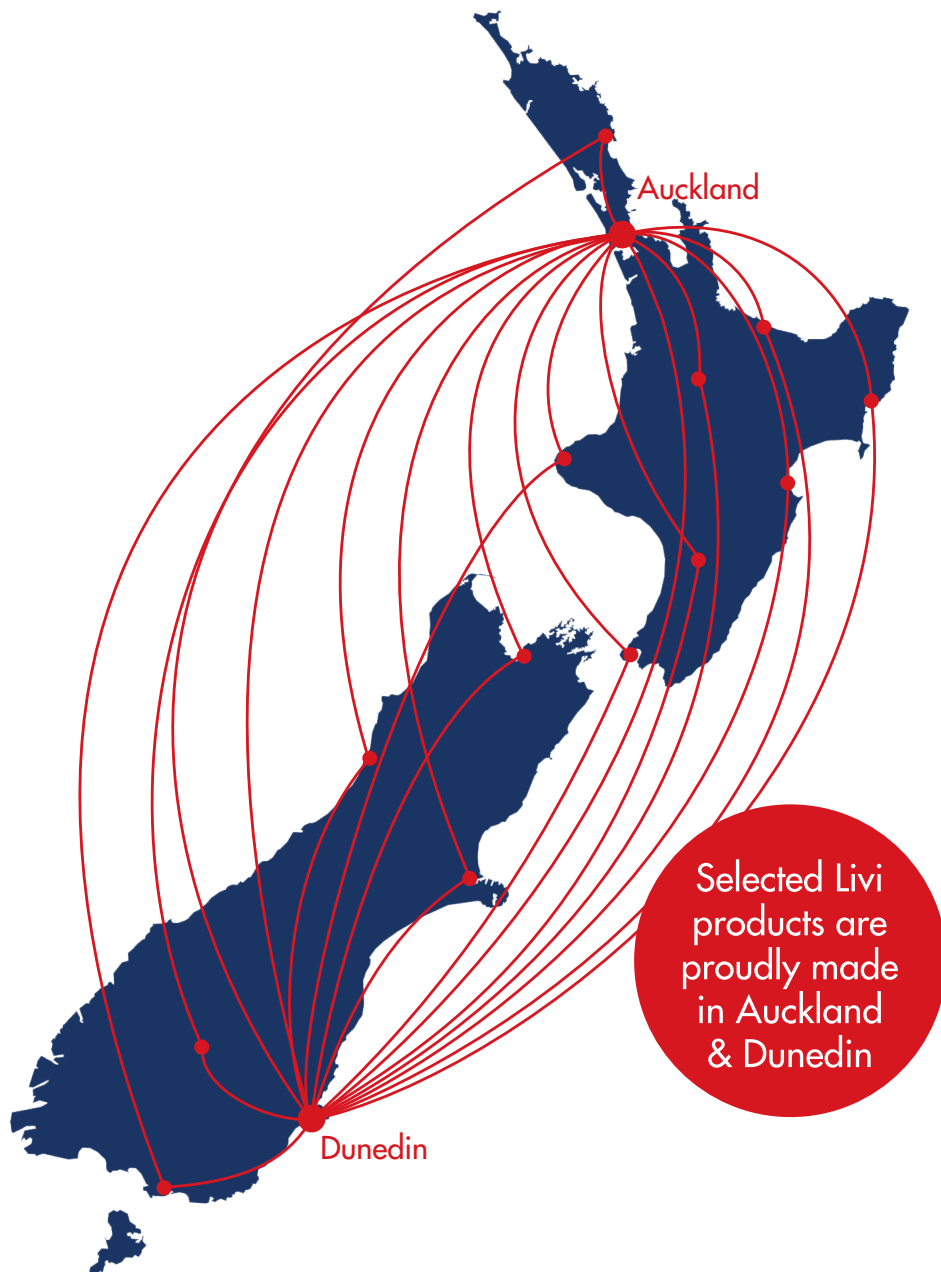 Auckland
Selected Livi
products are
proudly made
in Auckland
& Dunedin
Dunedin